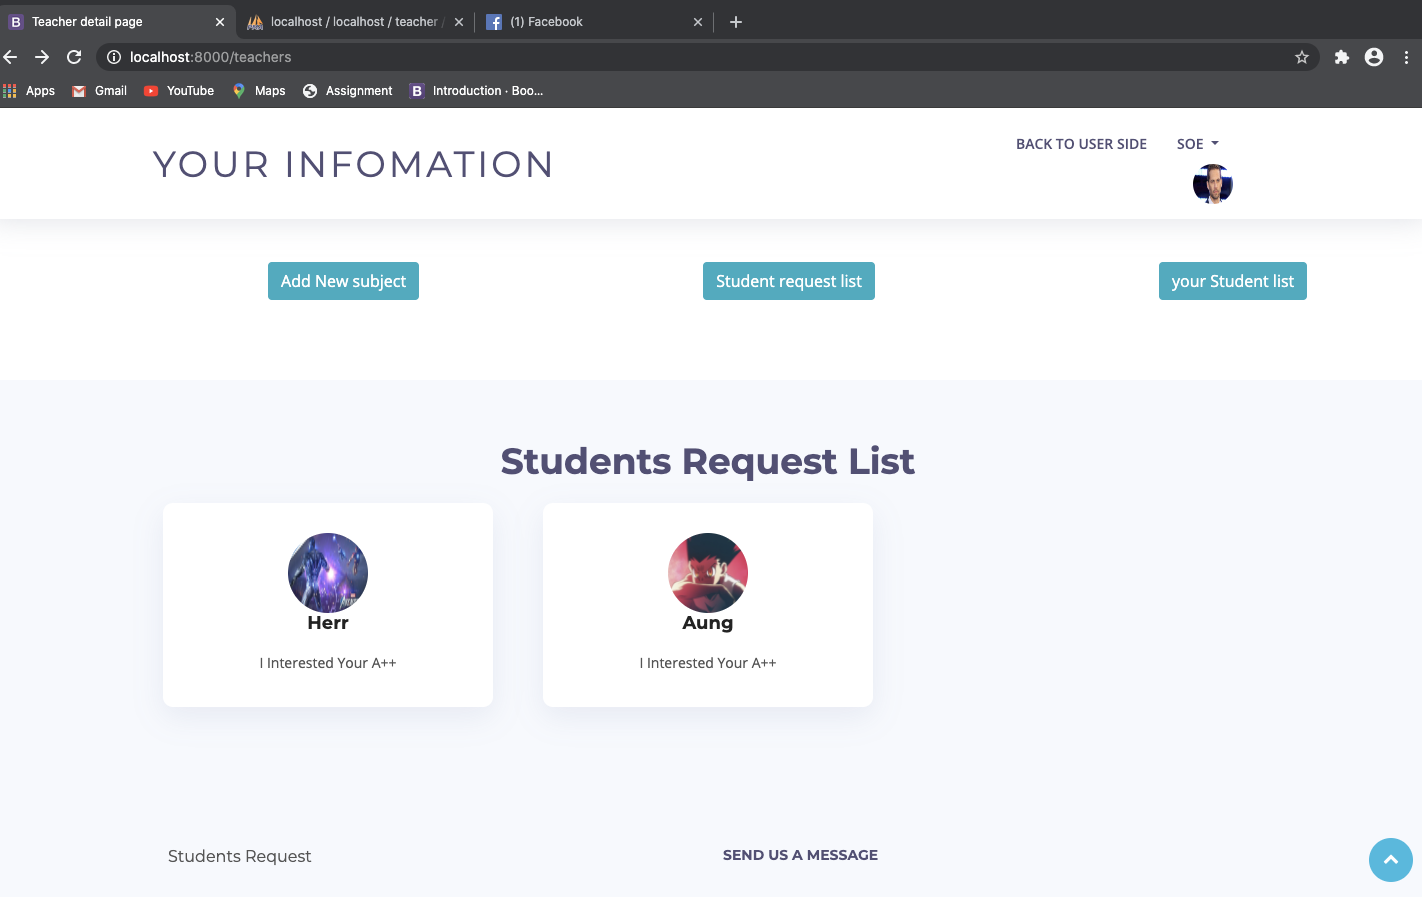 Teacher detail page
localhost / localhost / teacher /
(1) Facebook
localhost:8000/teachers
Apps
Gmail
YouTube
Maps
Assignment
Introduction · Boo...
YOUR INFOMATION
BACK TO USER SIDE
SOE
Add New subject
Student request list
your Student list
Students Request List
Herr
I Interested Your A++
Aung
I Interested Your A++
Students Request
SEND US A MESSAGE